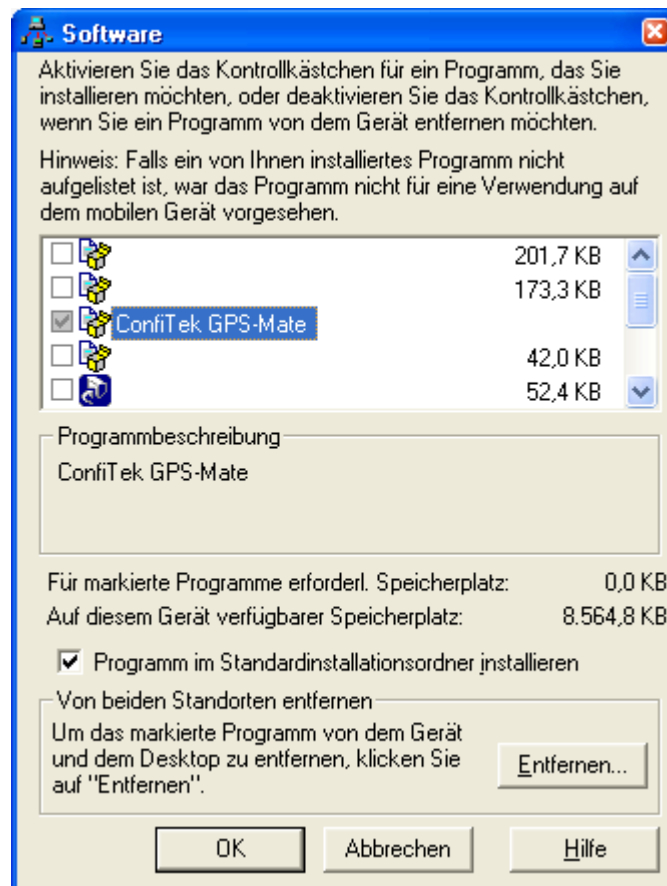 Software
Aktivieren Sie das Kontrollkästchen für ein Programm, das Sie
installieren möchten, oder deaktivieren Sie das Kontrollkästchen,
wenn Sie ein Programm von dem Gerät entfernen möchten.
Hinweis: Falls ein von Ihnen installiertes Programm nicht
aufgelistet ist, war das Programm nicht für eine Verwendung auf
dem mobilen Gerät vorgesehen.
201,7 KB
173,3 KB
ConfiTek GPS-Mate
42,0 KB
52,4 KB
Programmbeschreibung
ConfiTek GPS-Mate
Für markierte Programme erforderl. Speicherplatz: 0,0 KB
Auf diesem Gerät verfügbarer Speicherplatz: 8.564,8 KB
Programm im Standardinstallationsordner installieren
Von beiden Standorten entfernen
Um das markierte Programm von dem Gerät
und dem Desktop zu entfernen, klicken Sie
auf "Entfernen".
Entfernen...
OK Abbrechen Hilfe